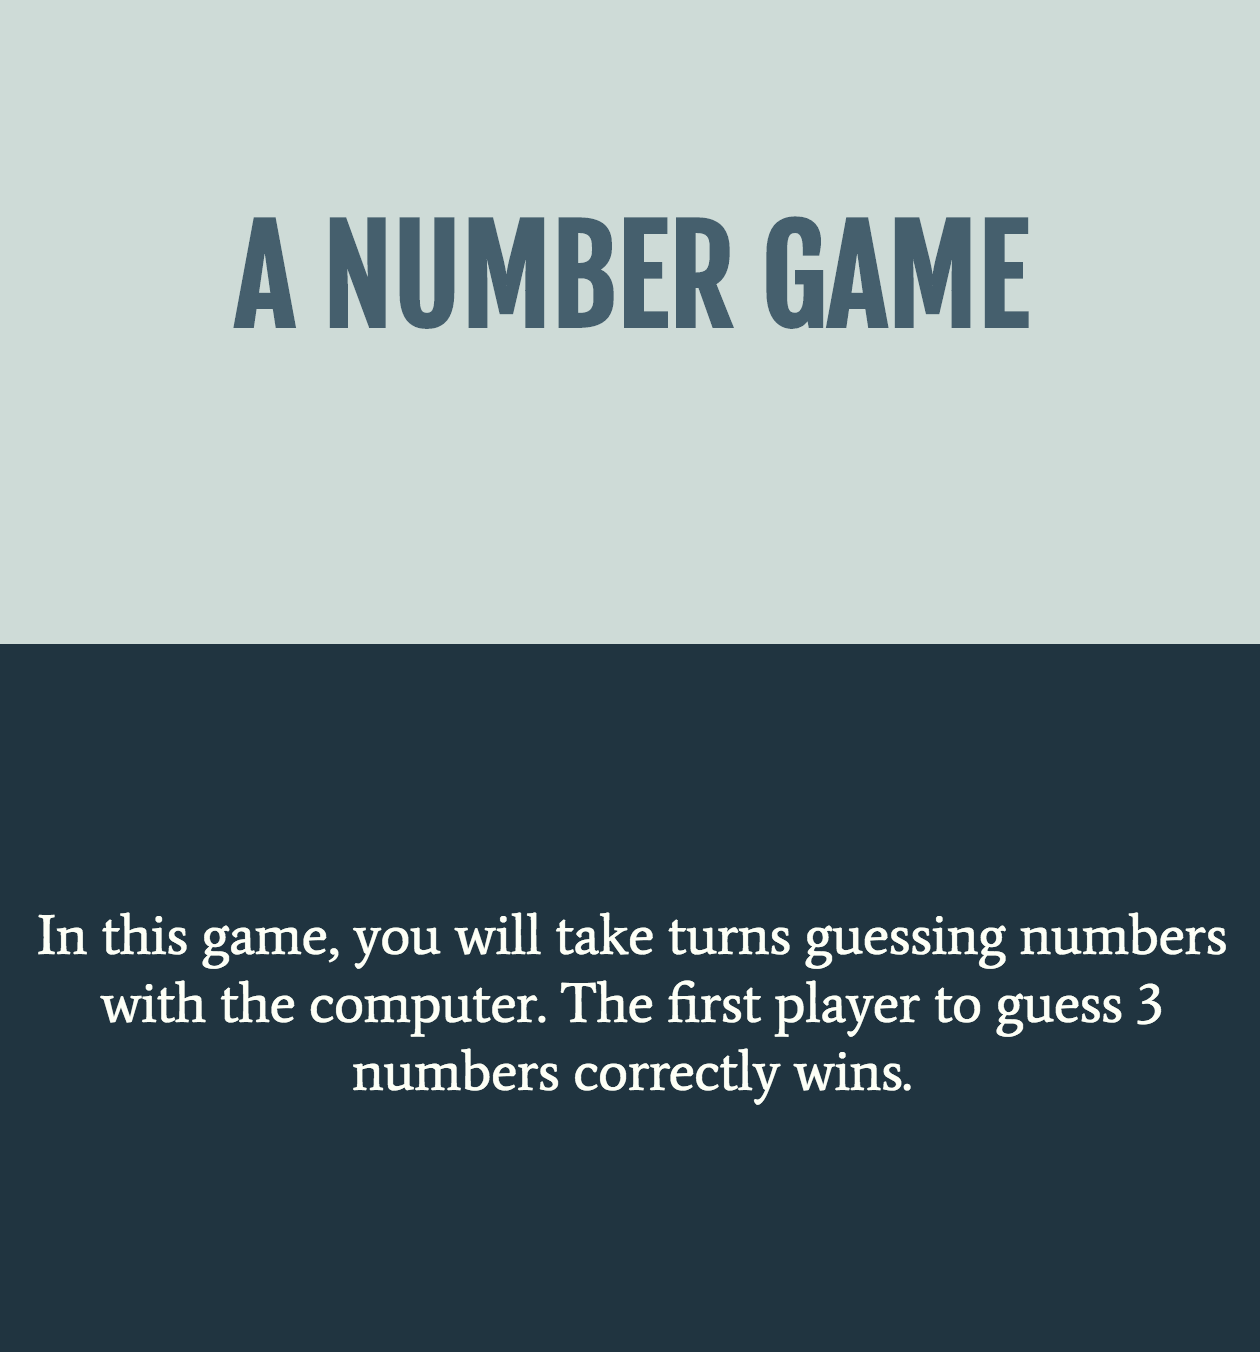 A NUMBER GAME
In this game, you will take turns guessing numbers
with the computer. The first player to guess 3
numbers correctly wins.